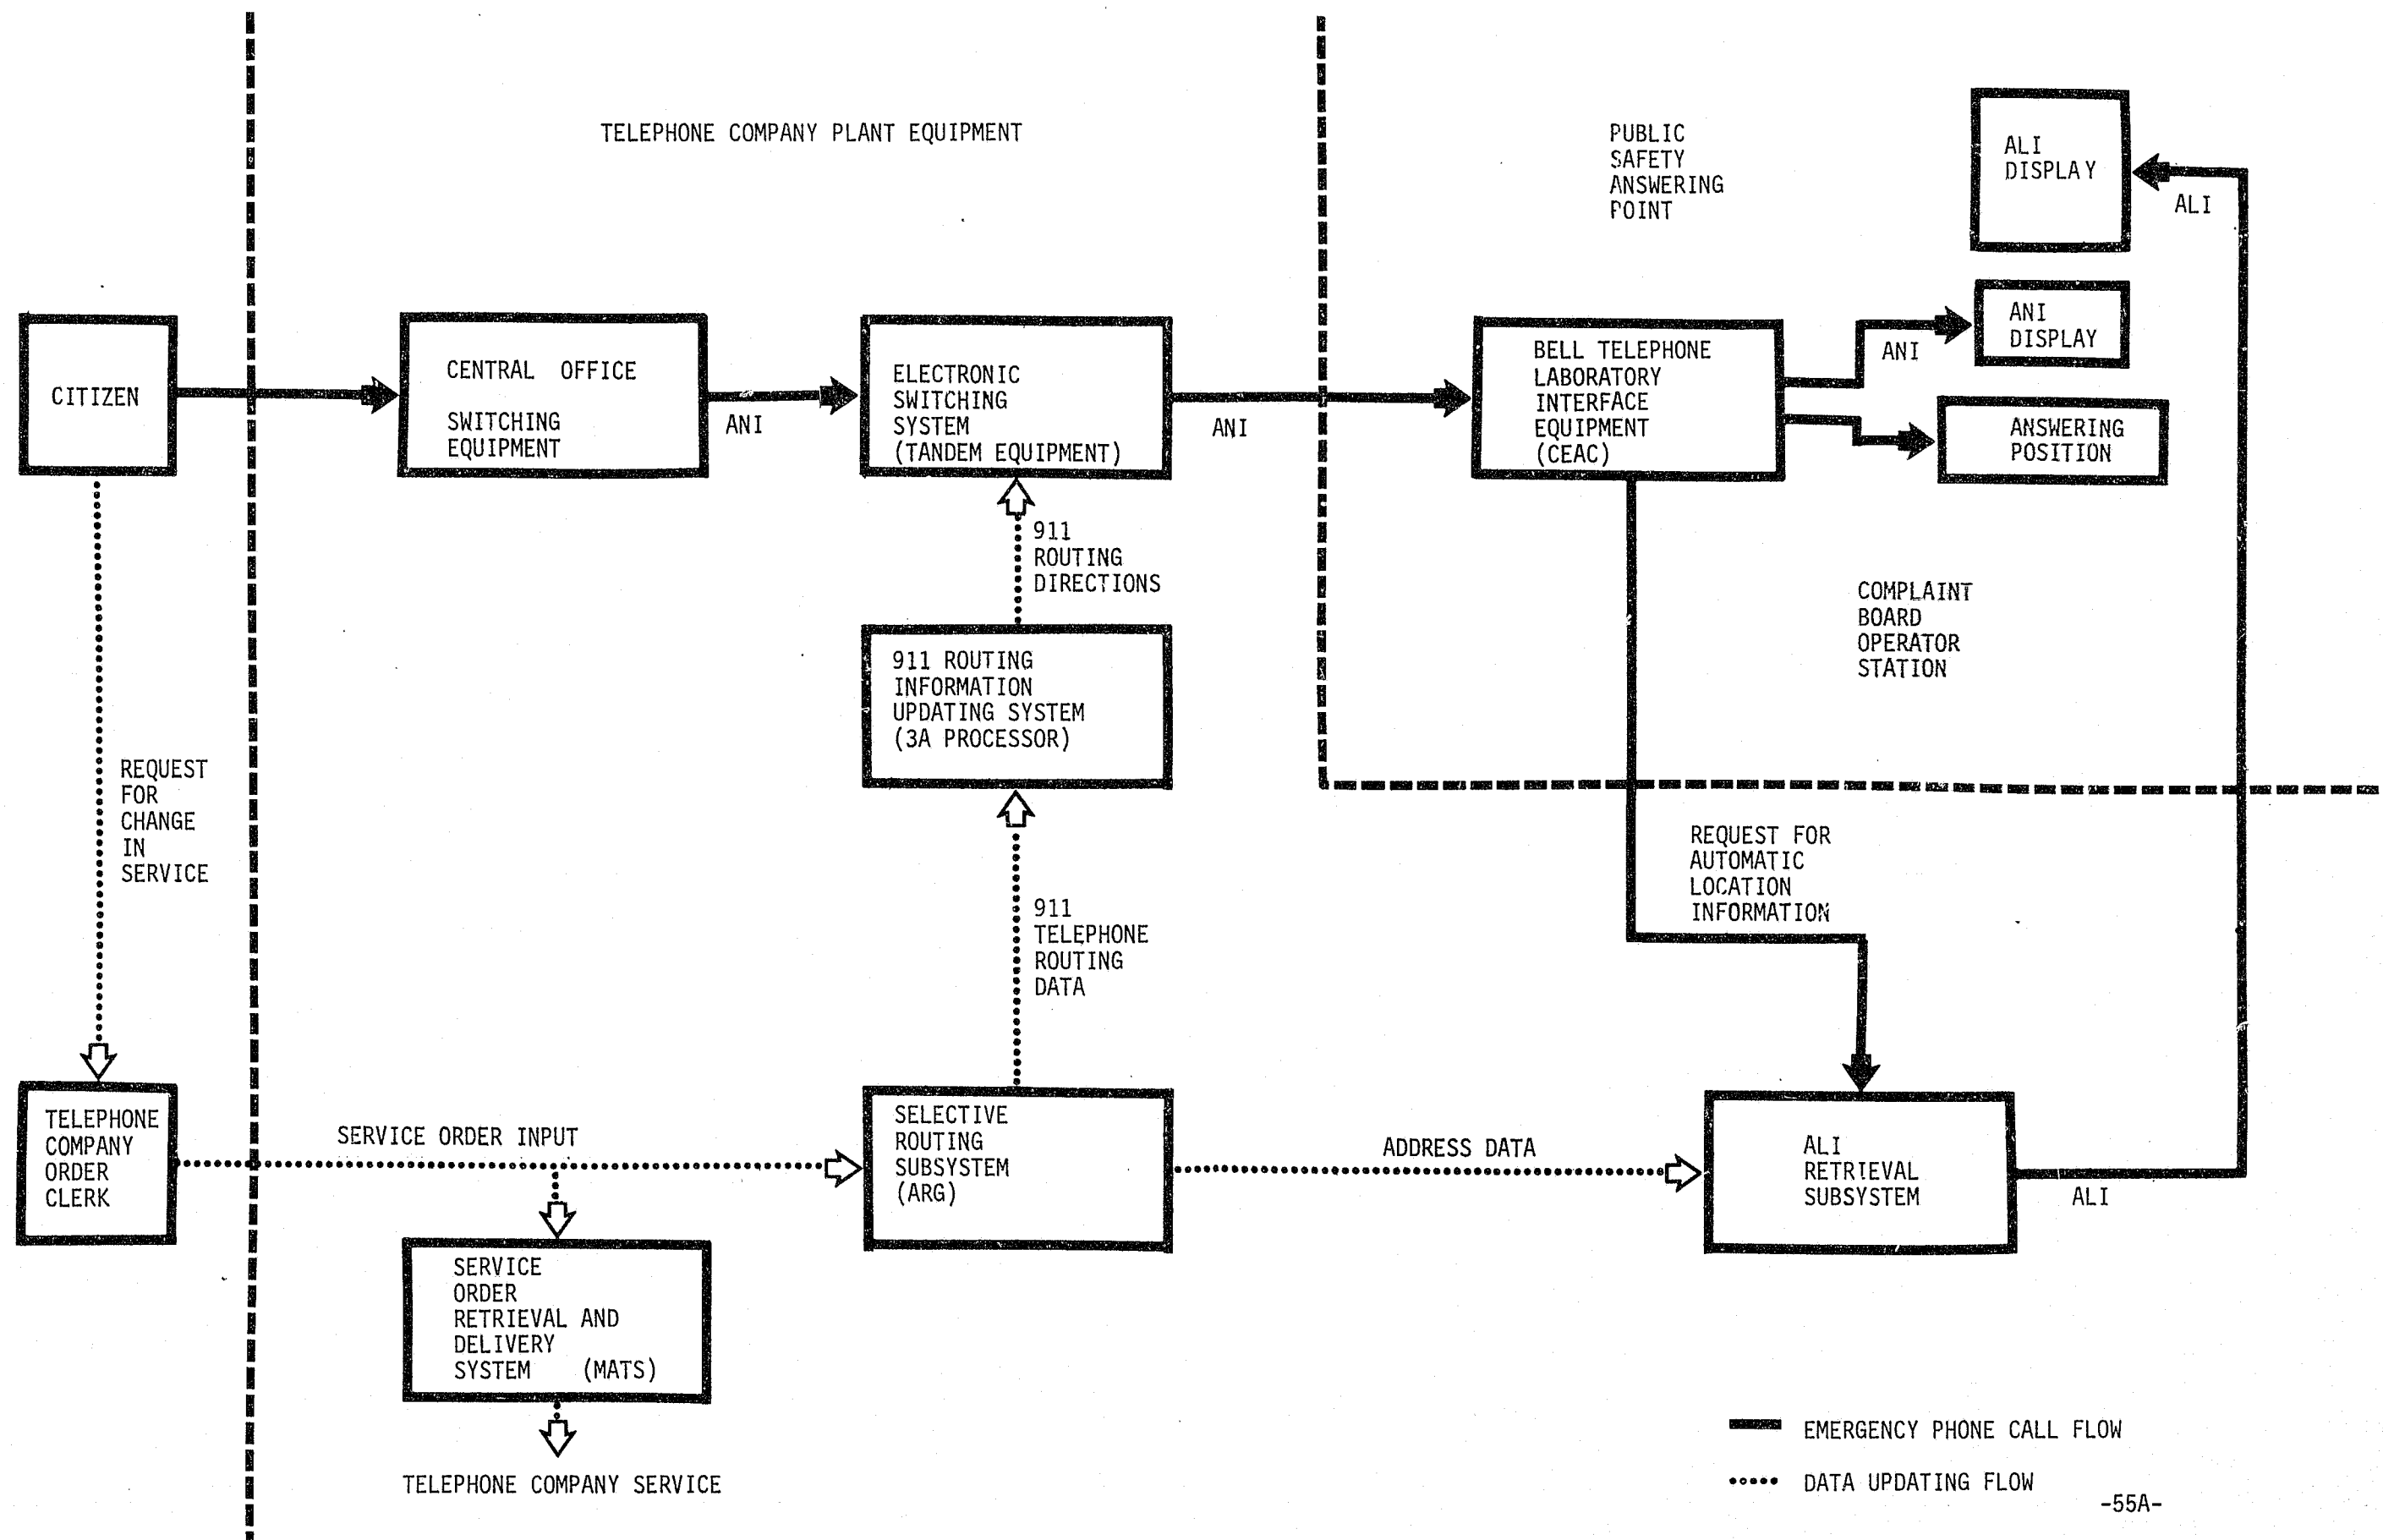 TELEPHONE COMPANY PLANT EQUIPMENT
PUBLIC
SAFETY
ANSWERING
POINT
ALI
DISPLAY
ALI
CITIZEN
CENTRAL OFFICE
SWITCHING
EQUIPMENT
ANI
ELECTRONIC
SWITCHING
SYSTEM
(TANDEM EQUIPMENT)
ANI
BELL TELEPHONE
LABORATORY
INTERFACE
EQUIPMENT
(CEAC)
ANI
ANI
DISPLAY
ANSWERING
POSITION
911
ROUTING
DIRECTIONS
COMPLAINT
BOARD
OPERATOR
STATION
911 ROUTING
INFORMATION
UPDATING SYSTEM
(3A PROCESSOR)
REQUEST
FOR
CHANGE
IN
SERVICE
REQUEST FOR
AUTOMATIC
LOCATION
INFORMATION
911
TELEPHONE
ROUTING
DATA
TELEPHONE
COMPANY
ORDER
CLERK
SERVICE ORDER INPUT
SELECTIVE
ROUTING
SUBSYSTEM
(ARG)
ADDRESS DATA
ALI
RETRIEVAL
SUBSYSTEM
ALI
SERVICE
ORDER
RETRIEVAL AND
DELIVERY
SYSTEM (MATS)
TELEPHONE COMPANY SERVICE
EMERGENCY PHONE CALL FLOW
DATA UPDATING FLOW
-55A-